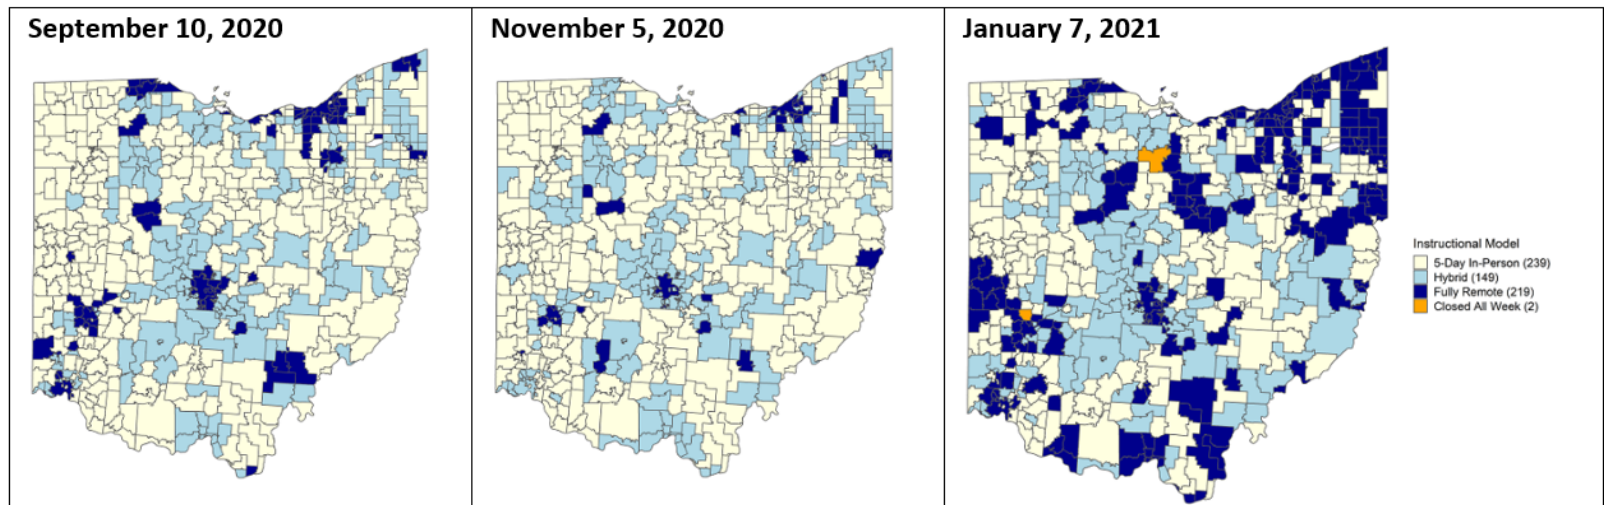 September 10, 2020
November 5, 2020
January 7, 2021
Instructional Model
5-Day In-Person (239)
Hybrid (149)
Fully Remote (219)
Closed All Week (2)